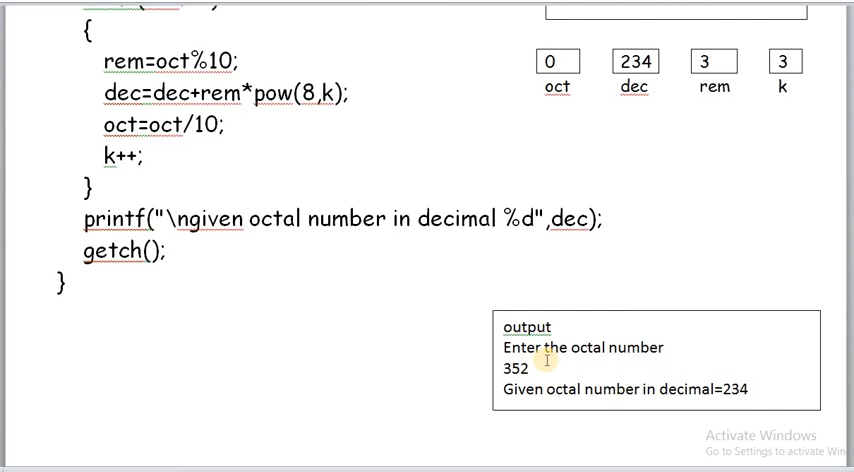 {
rem=oct%10;
dec=dec+rem*pow(8,k);
oct=oct/10;
k++;
}
printf("\ngiven octal number in decimal %d",dec);
getch();
}
0 234 3 3
oct dec rem k
output
Enter the octal number
352
Given octal number in decimal=234
Activate Windows
Go to Settings to activate Win